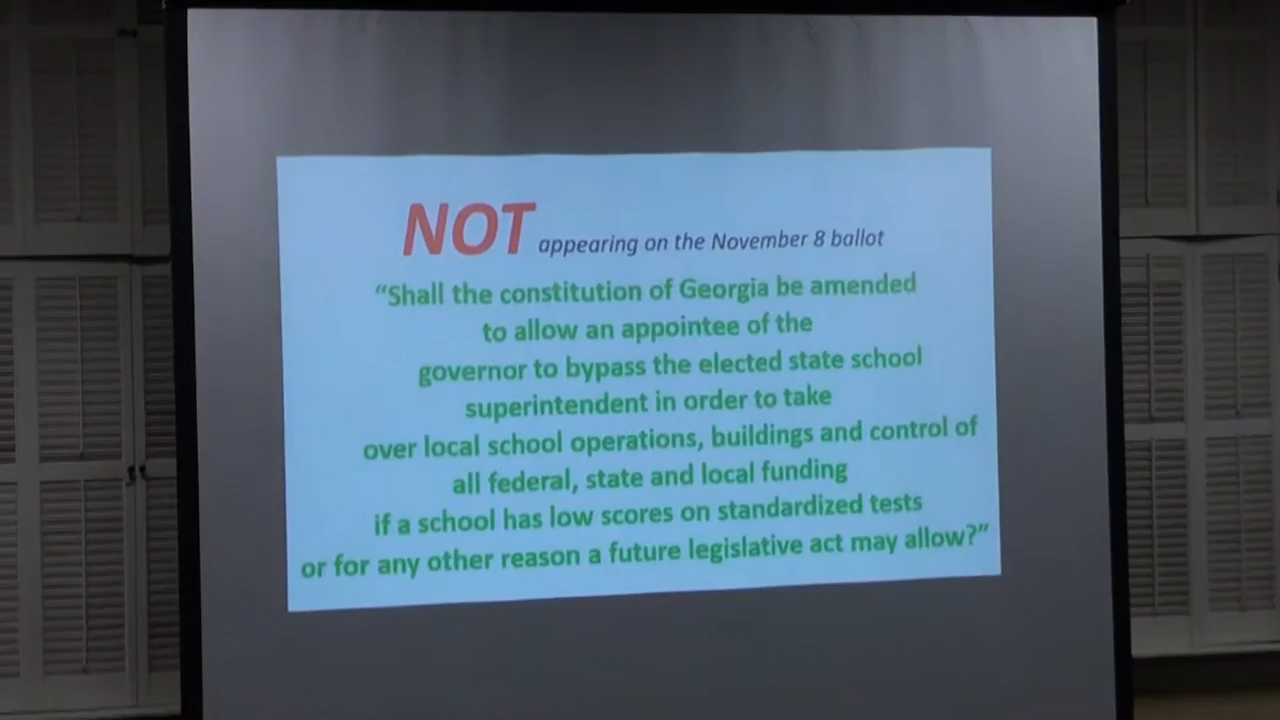 NOT appearing on the November 8 ballot
“Shall the constitution of Georgia be amended
to allow an appointee of the
governor to bypass the elected state school
superintendent in order to take
over local school operations, buildings and control of
all federal, state and local funding
if a school has low scores on standardized tests
or for any other reason a future legislative act may allow?”